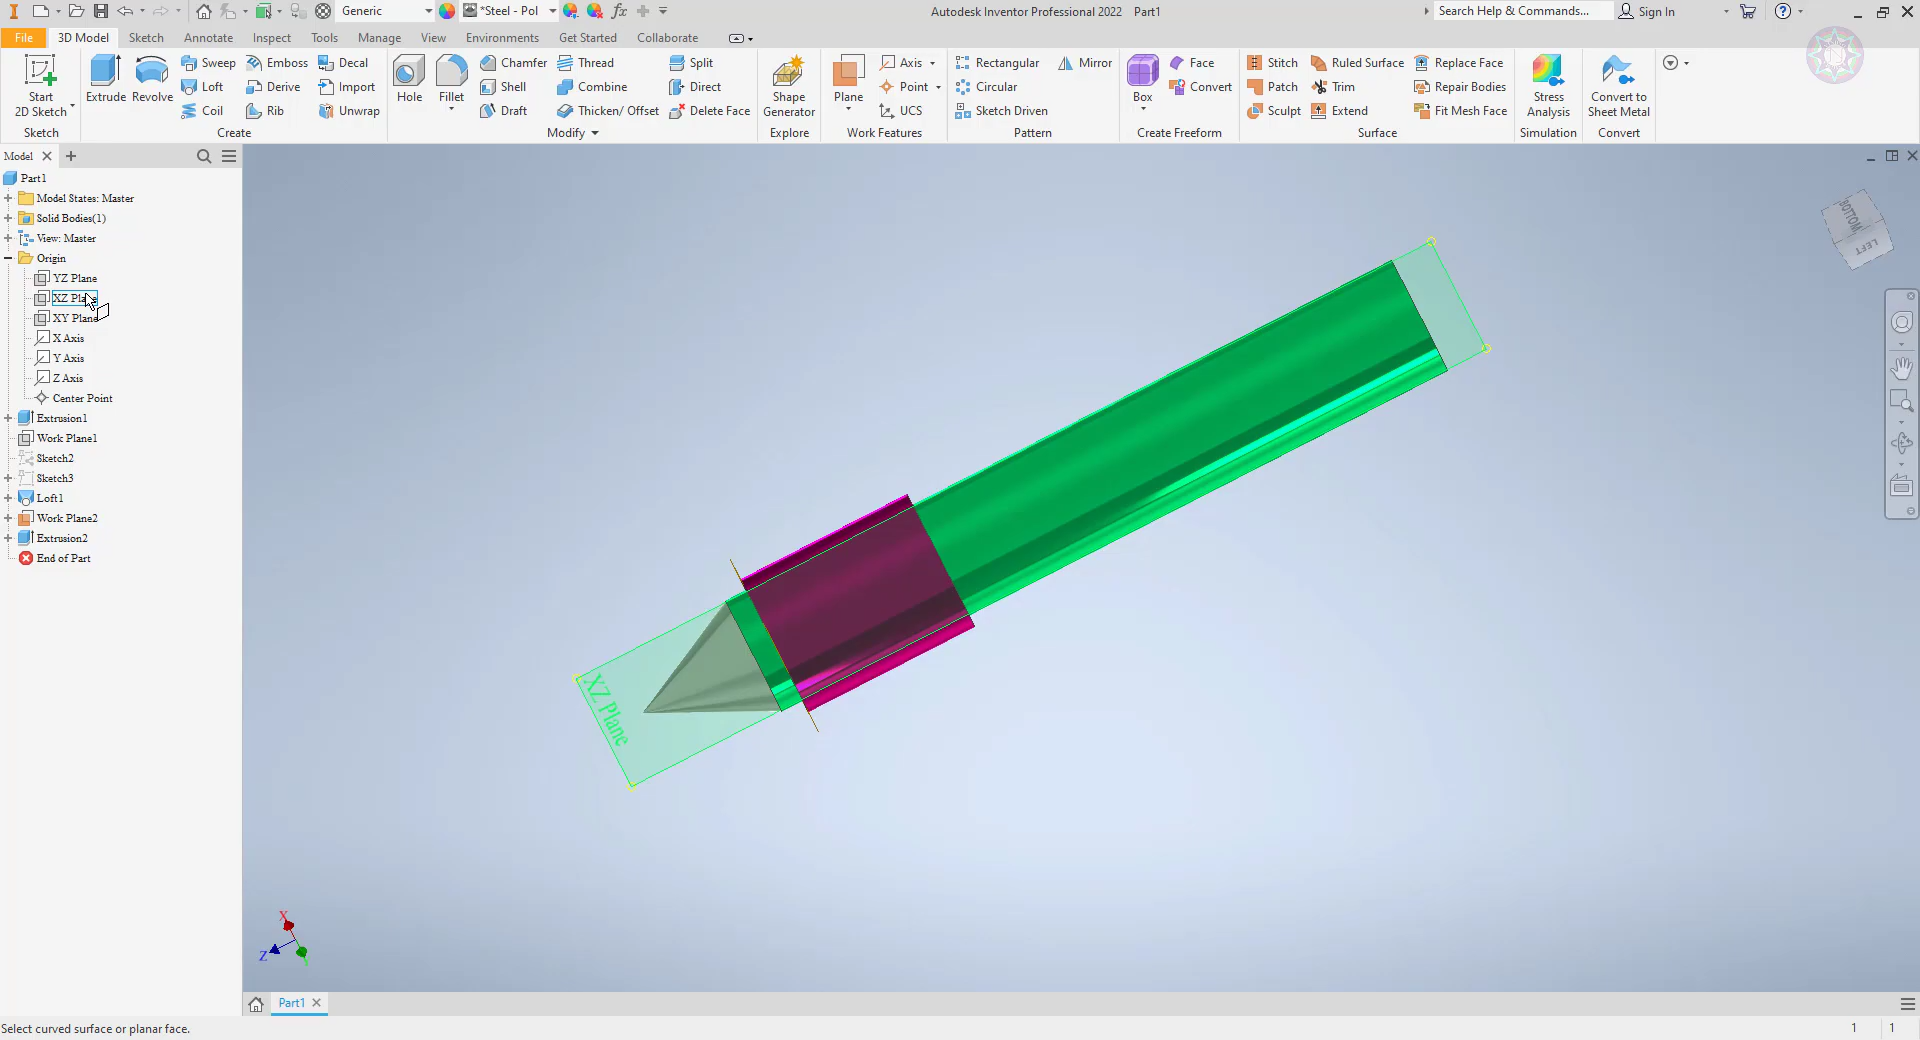 Generic
*Steel - Pol
fx
Autodesk Inventor Professional 2022 Part1
Search Help & Commands...
Sign In
File 3D Model Sketch Annotate Inspect Tools Manage View Environments Get Started Collaborate
Start 2D Sketch
Sketch
Extrude
Revolve
Sweep Emboss Decal
Loft Derive Import
Coil Rib Unwrap
Create
Hole
Fillet
Chamfer Thread Split
Shell Combine Direct
Draft Thicken/ Offset Delete Face
Modify
Shape Generator
Explore
Plane
Axis
Point
UCS
Work Features
Rectangular Mirror
Circular
Sketch Driven
Pattern
Box
Face
Convert
Create Freeform
Stitch Ruled Surface Replace Face
Patch Trim Repair Bodies
Sculpt Extend Fit Mesh Face
Surface
Stress Analysis
Simulation
Convert to Sheet Metal
Convert
Model
Part1
Model States: Master
Solid Bodies(1)
View: Master
Origin
YZ Plane
XZ Plane
XY Plane
X Axis
Y Axis
Z Axis
Center Point
Extrusion1
Work Plane1
Sketch2
Sketch3
Loft1
Work Plane2
Extrusion2
End of Part
BOTTOM
LEFT
XZ Plane
X
Z
Part1
Select curved surface or planar face.
1 1